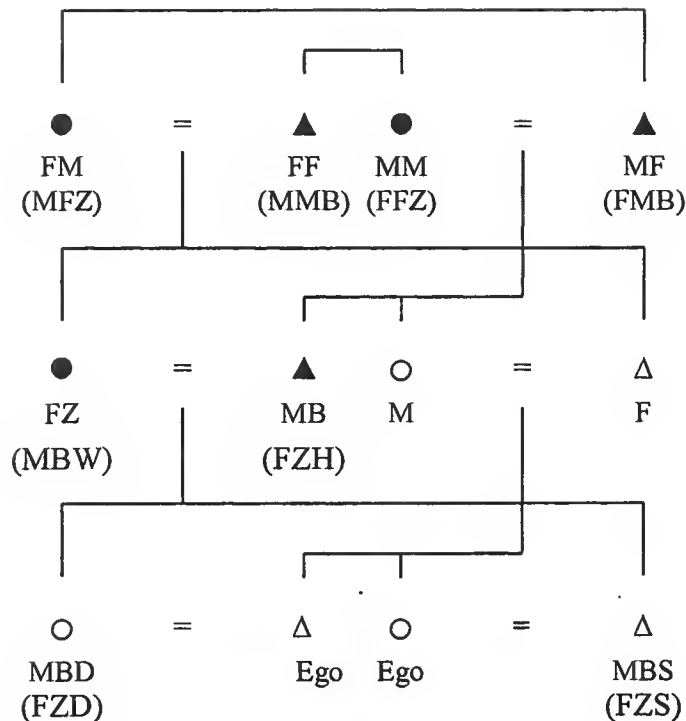 = =
FM FF MM MF
(MFZ) (MMB) (FFZ) (FMB)
= =
FZ MB M F
(MBW) (FZH)
= =
MBD Ego Ego MBS
(FZD) (FZS)